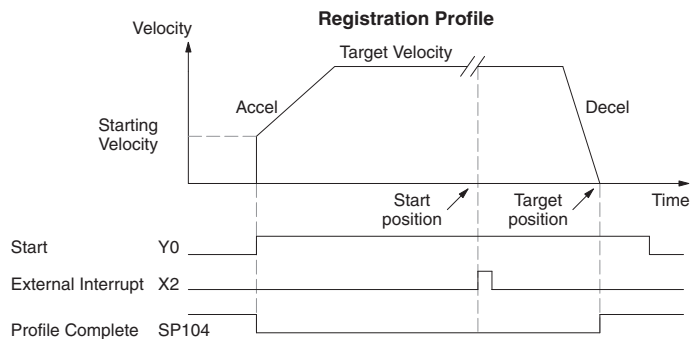 Registration Profile
Velocity
Target Velocity
Accel
Decel
Starting
Velocity
Start
position
Target
position
Time
Start Y0
External Interrupt X2
Profile Complete SP104